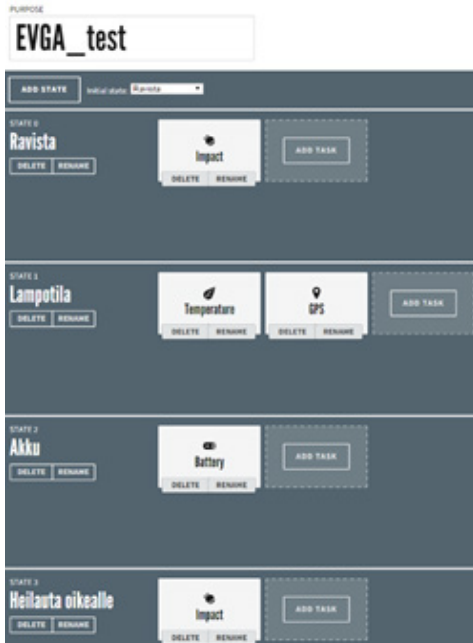 PURPOSE
EVGA_test
ADD STATE Initial state: Ravista
STATE 0
Ravista
DELETE RENAME
Impact
DELETE RENAME
ADD TASK
STATE 1
Lampotila
DELETE RENAME
Temperature
DELETE RENAME
GPS
DELETE RENAME
ADD TASK
STATE 2
Akku
DELETE RENAME
Battery
DELETE RENAME
ADD TASK
STATE 3
Heilauta oikealle
DELETE RENAME
Impact
DELETE RENAME
ADD TASK